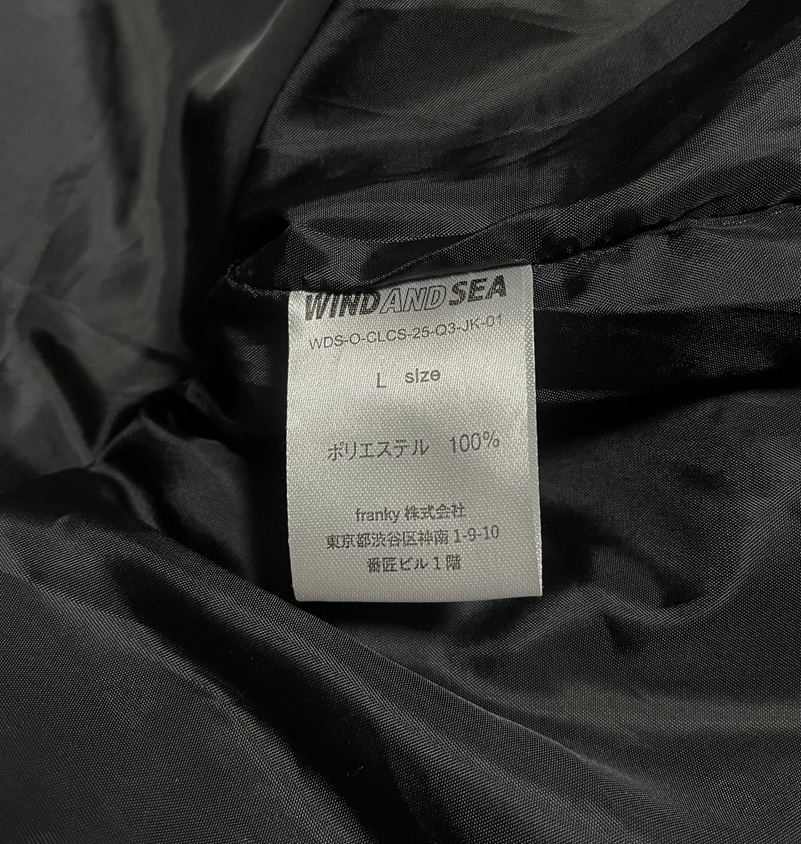 WIND AND SEA
WDS-O-CLCS-25-Q3-JK-01
L size
ポリエステル 100%
franky 株式会社
東京都渋谷区神南 1-9-10
番匠ビル 1 階